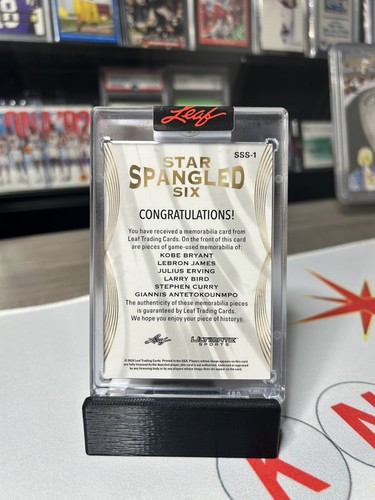 Leaf
SSS-1
STAR
SPANGLED
SIX
CONGRATULATIONS!
You have received a memorabilia card from
Leaf Trading Cards. On the front of this card
are pieces of game-used memorabilia of:
KOBE BRYANT
LEBRON JAMES
JULIUS ERVING
LARRY BIRD
STEPHEN CURRY
GIANNIS ANTETOKOUNMPO
The authenticity of these memorabilia pieces
is guaranteed by Leaf Trading Cards.
We hope you enjoy your piece of history.
Leaf
ULTIMATE
SPORTS
K
N